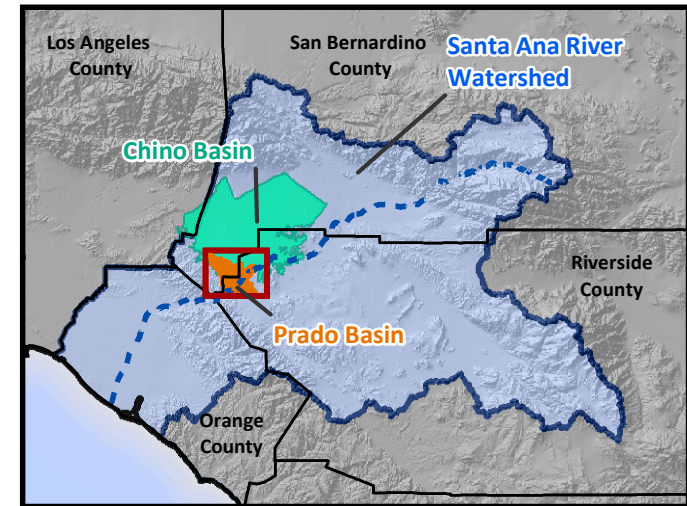 Los Angeles
County
San Bernardino
County
Santa Ana River
Watershed
Chino Basin
Riverside
County
Prado Basin
Orange
County